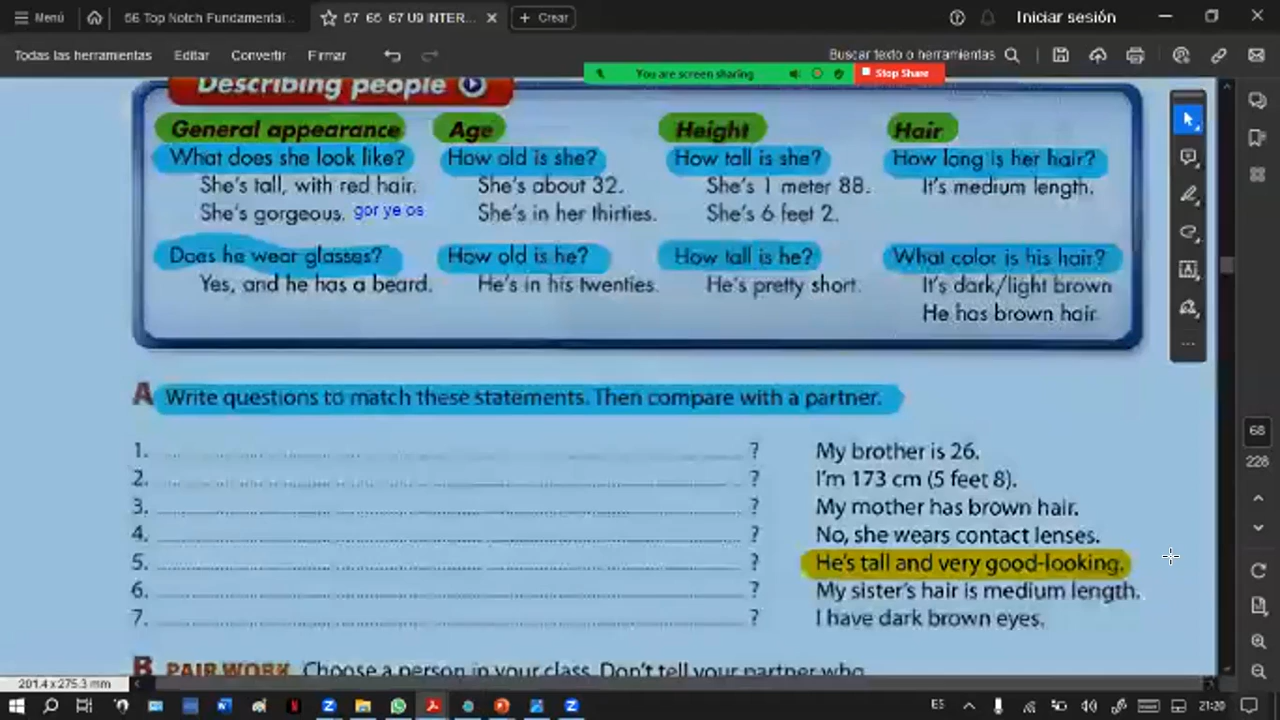 Menú 56 Top Notch Fundamental... 67 66 67 U9 INTER... Crear Iniciar sesión
Todas las herramientas Editar Convertir Firmar Buscar texto o herramientas
You are screen sharing Stop Share
Describing people
General appearance Age Height Hair
What does she look like? How old is she? How tall is she? How long is her hair?
She's tall, with red hair. She's about 32. She's 1 meter 88. It's medium length.
She's gorgeous. gor ye os She's in her thirties. She's 6 feet 2.
Does he wear glasses? How old is he? How tall is he? What color is his hair?
Yes, and he has a beard. He's in his twenties. He's pretty short. It's dark/light brown
He has brown hair
A Write questions to match these statements. Then compare with a partner.
1. ? My brother is 26.
2. ? I'm 173 cm (5 feet 8).
3. ? My mother has brown hair.
4. ? No, she wears contact lenses.
5. ? He's tall and very good-looking.
6. ? My sister's hair is medium length.
7. ? I have dark brown eyes.
B PAIR WORK Choose a person in your class. Don't tell your partner who
68
228
201.4 x 275.3 mm
ES 21:20